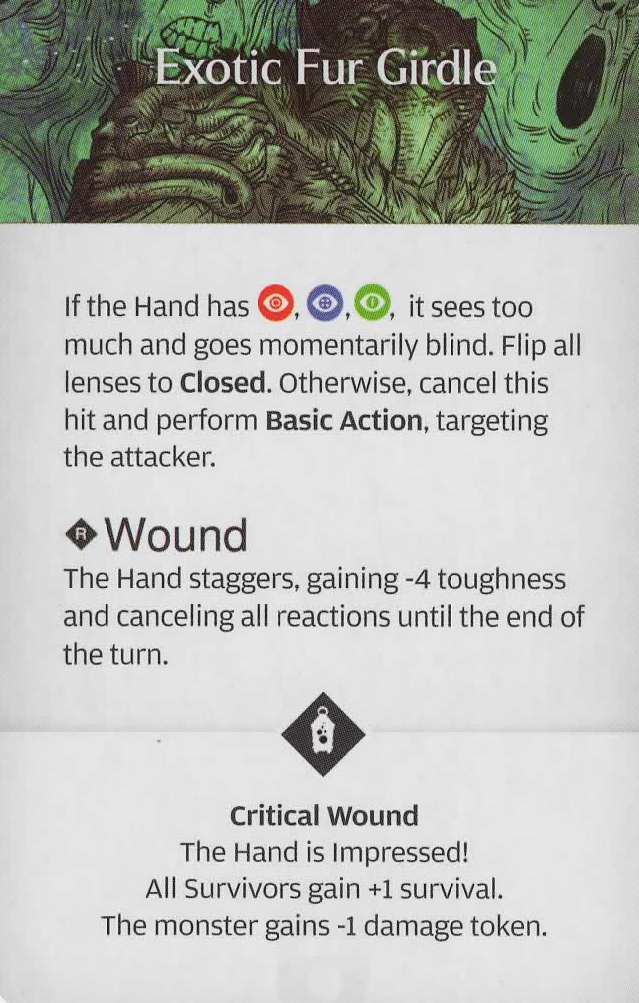 Exotic Fur Girdle
If the Hand has , , , it sees too
much and goes momentarily blind. Flip all
lenses to Closed. Otherwise, cancel this
hit and perform Basic Action, targeting
the attacker.
R Wound
The Hand staggers, gaining -4 toughness
and canceling all reactions until the end of
the turn.
Critical Wound
The Hand is Impressed!
All Survivors gain +1 survival.
The monster gains -1 damage token.